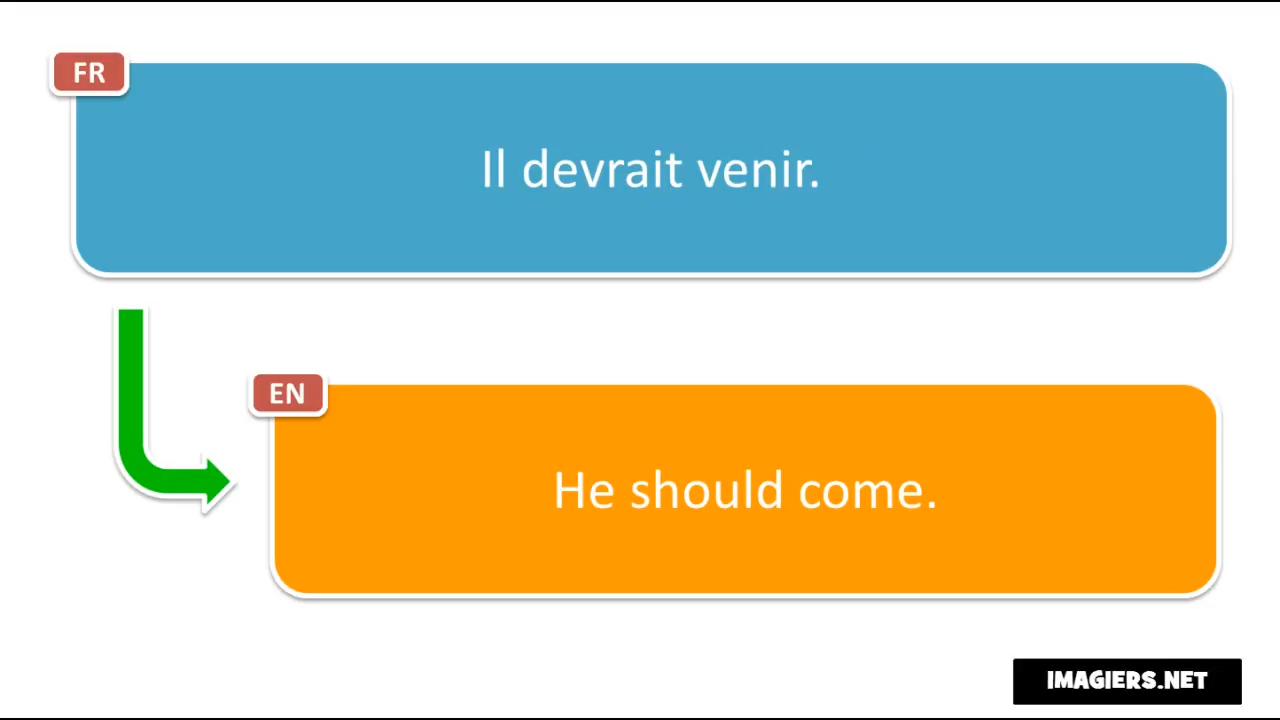 FR
Il devrait venir.
EN
He should come.
IMAGIERS.NET